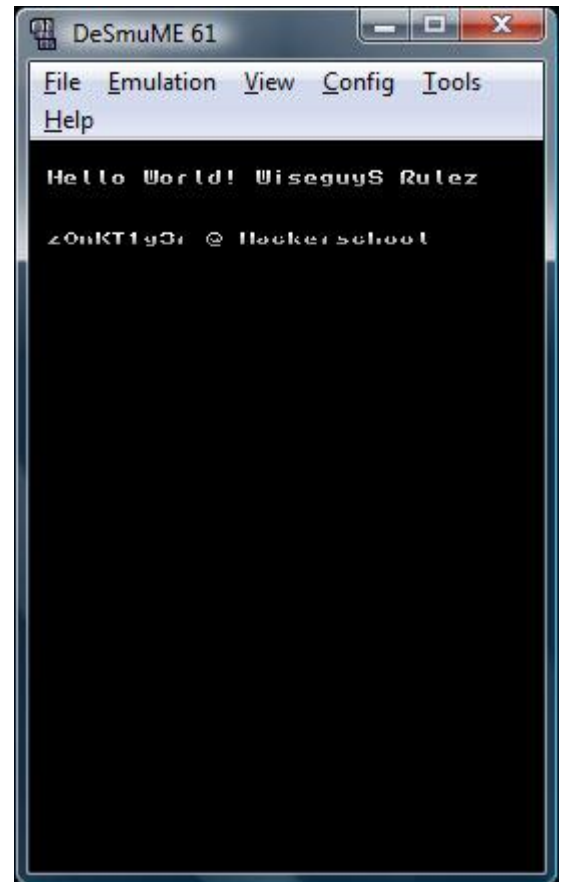 DeSmuME 61
File Emulation View Config Tools
Help
Hello World! WiseguyS Rulez
z0nKT1g3r @ Hackerschool